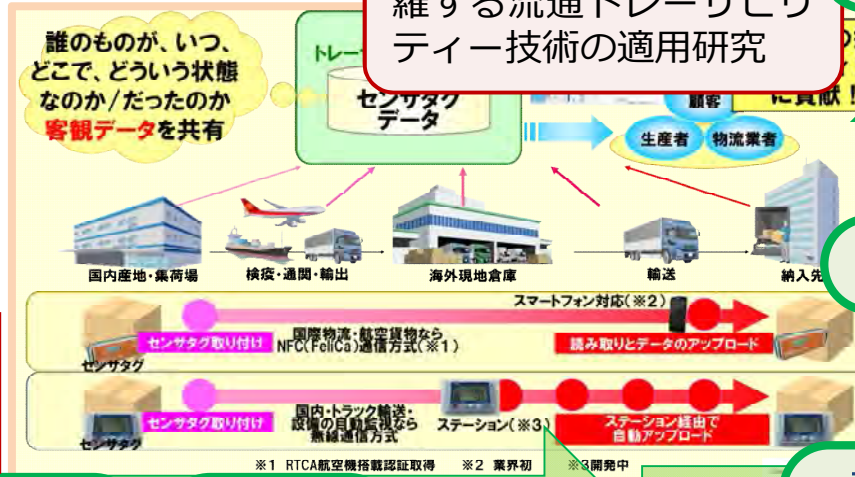 羅する流通トレーサビリ
ティー技術の適用研究
誰のものが、いつ、
どこで、どういう状態
なのか/だったのか
客観データを共有
トレー
センサタグ
データ
顧客
に貢献!
生産者
物流業者
国内産地・集荷場
検疫・通関・輸出
海外現地倉庫
輸送
納入先
スマートフォン対応(※2)
センサタグ取り付け
国際物流・航空貨物なら
NFC(FeliCa)通信方式(※1)
読み取りとデータのアップロード
センサタグ
センサタグ取り付け
国内・トラック輸送・
設備の自動監視なら
無線通信方式
ステーション(※3)
ステーション経由で
自動アップロード
センサタグ
※1 RTCA航空機搭載認証取得
※2 業界初
※3開発中